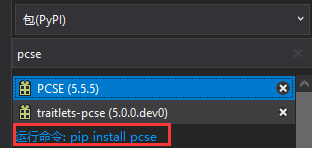 包(PyPI)
pcse
PCSE (5.5.5)
traitlets-pcse (5.0.0.dev0)
运行命令: pip install pcse